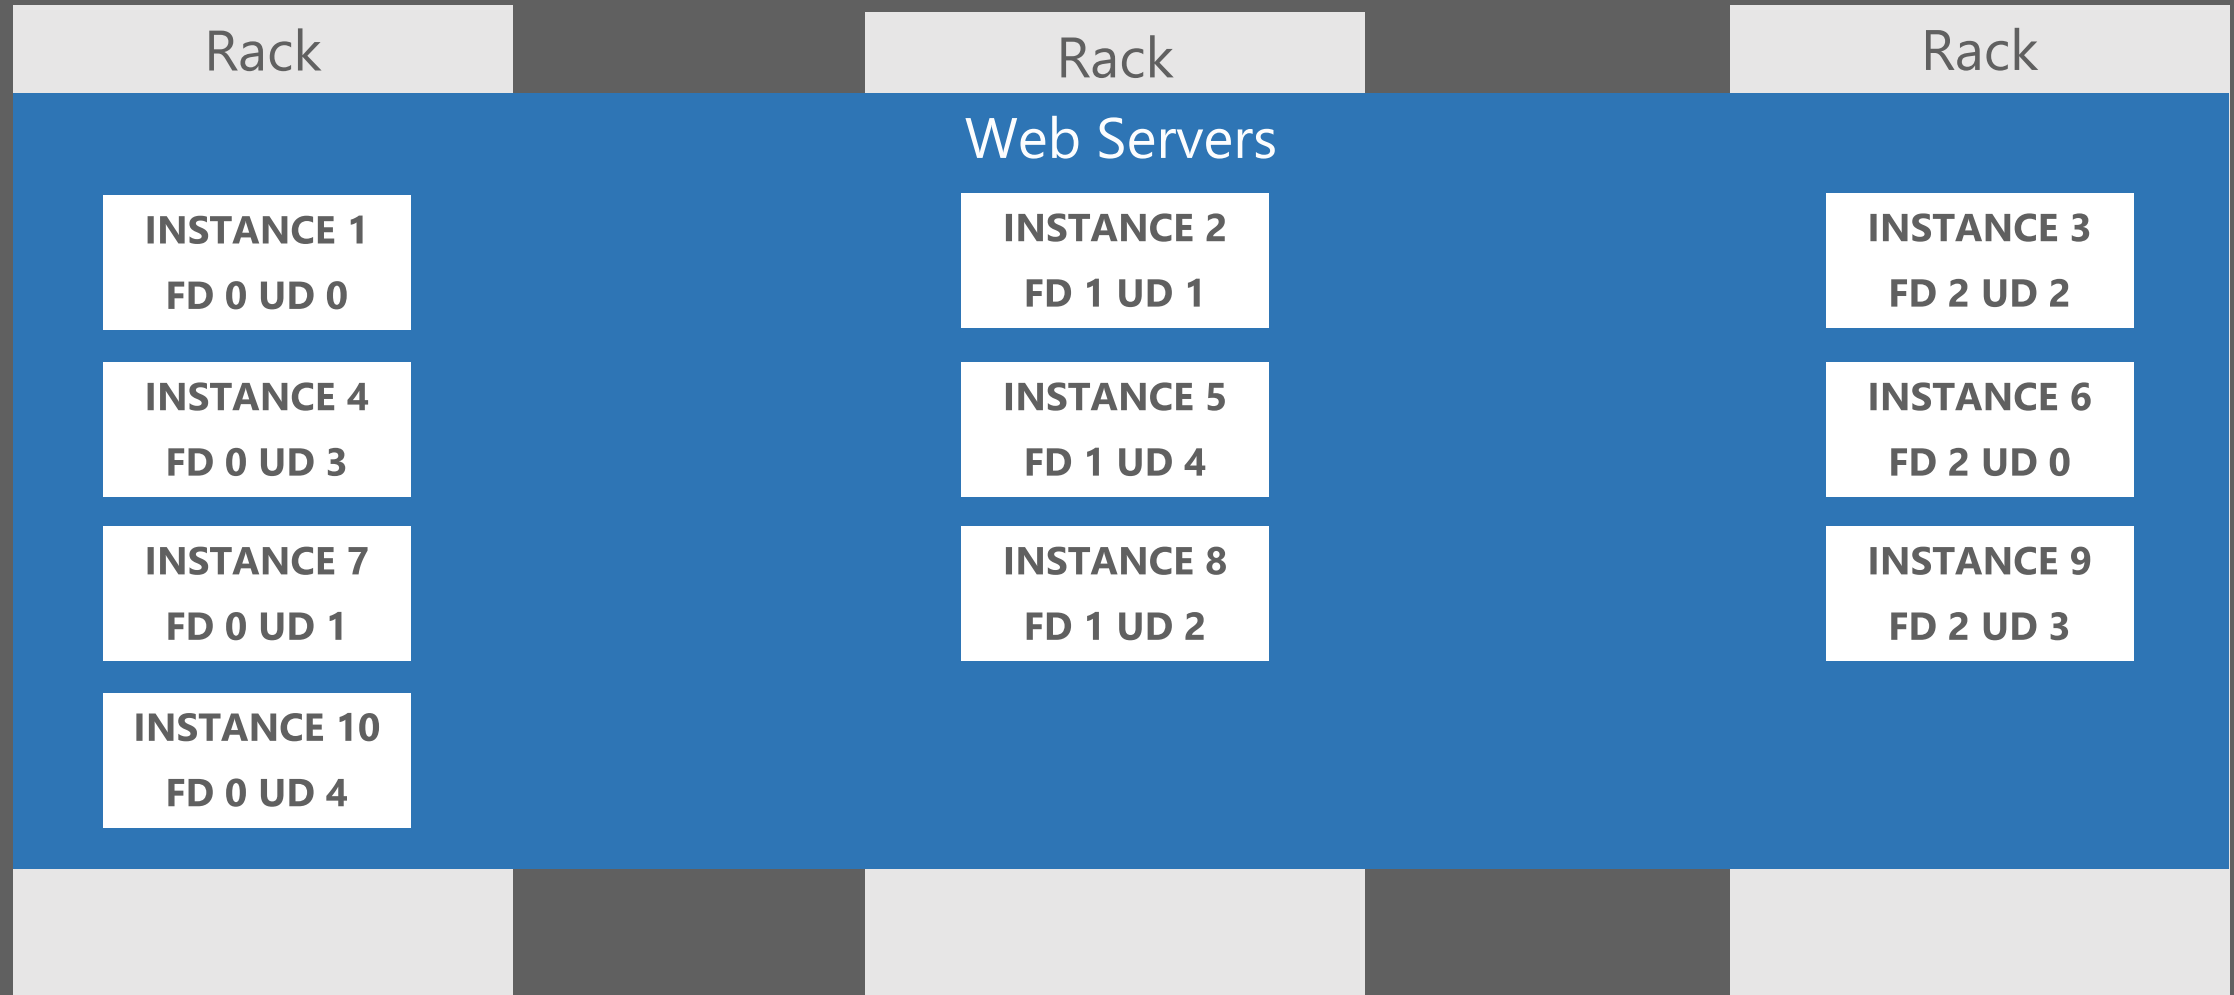 Rack
Rack
Rack
Web Servers
INSTANCE 1
FD 0 UD 0
INSTANCE 2
FD 1 UD 1
INSTANCE 3
FD 2 UD 2
INSTANCE 4
FD 0 UD 3
INSTANCE 5
FD 1 UD 4
INSTANCE 6
FD 2 UD 0
INSTANCE 7
FD 0 UD 1
INSTANCE 8
FD 1 UD 2
INSTANCE 9
FD 2 UD 3
INSTANCE 10
FD 0 UD 4